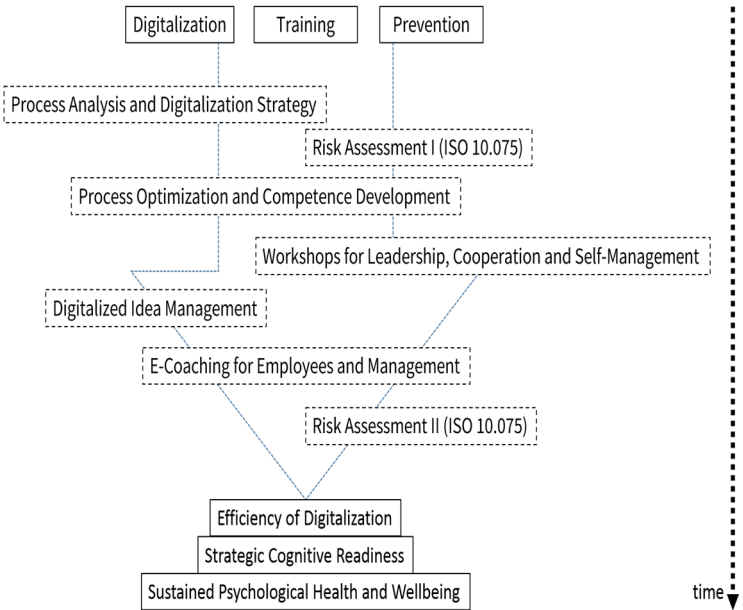 Digitalization
Training
Prevention
Process Analysis and Digitalization Strategy
Risk Assessment I (ISO 10.075)
Process Optimization and Competence Development
Workshops for Leadership, Cooperation and Self-Management
Digitalized Idea Management
E-Coaching for Employees and Management
Risk Assessment II (ISO 10.075)
Efficiency of Digitalization
Strategic Cognitive Readiness
Sustained Psychological Health and Wellbeing
time